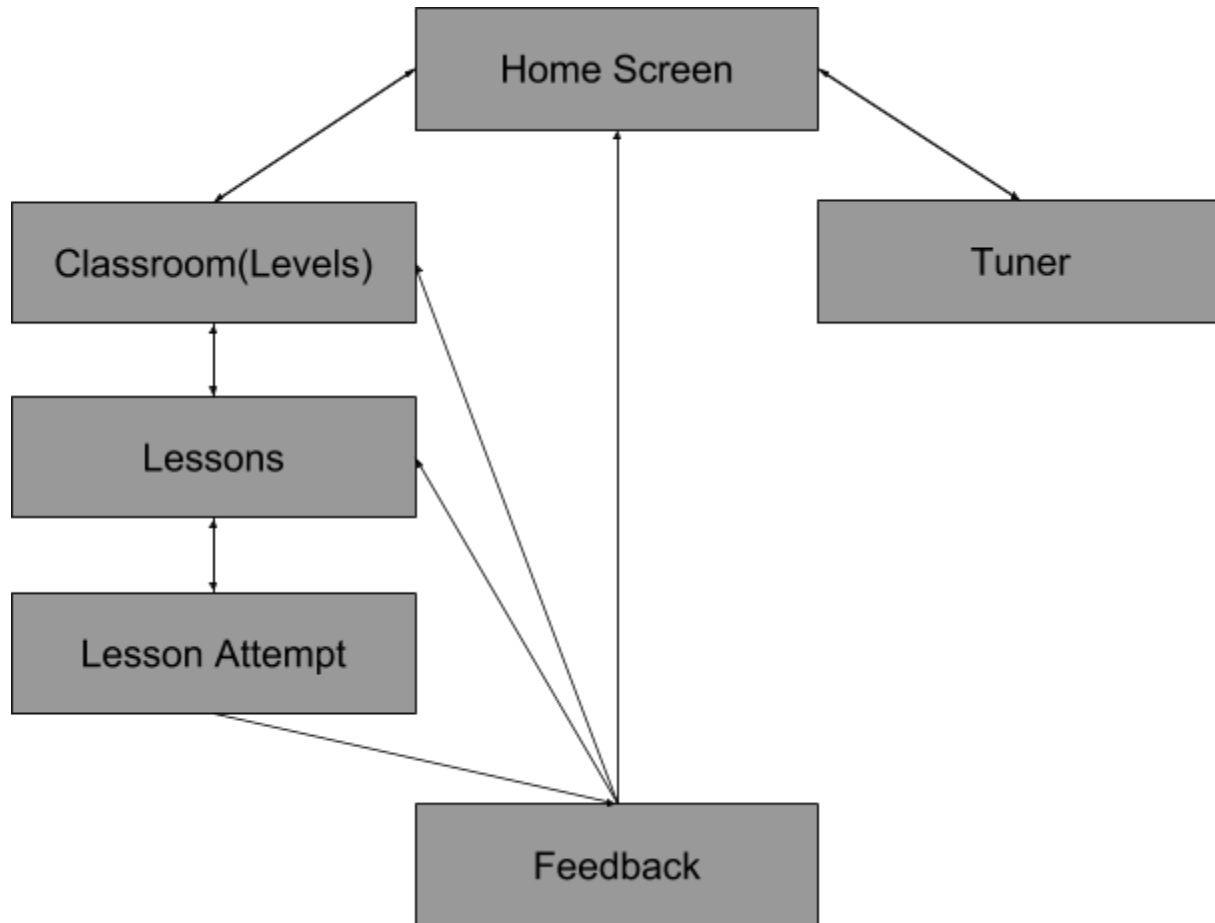 Home Screen
Classroom(Levels)
Tuner
Lessons
Lesson Attempt
Feedback